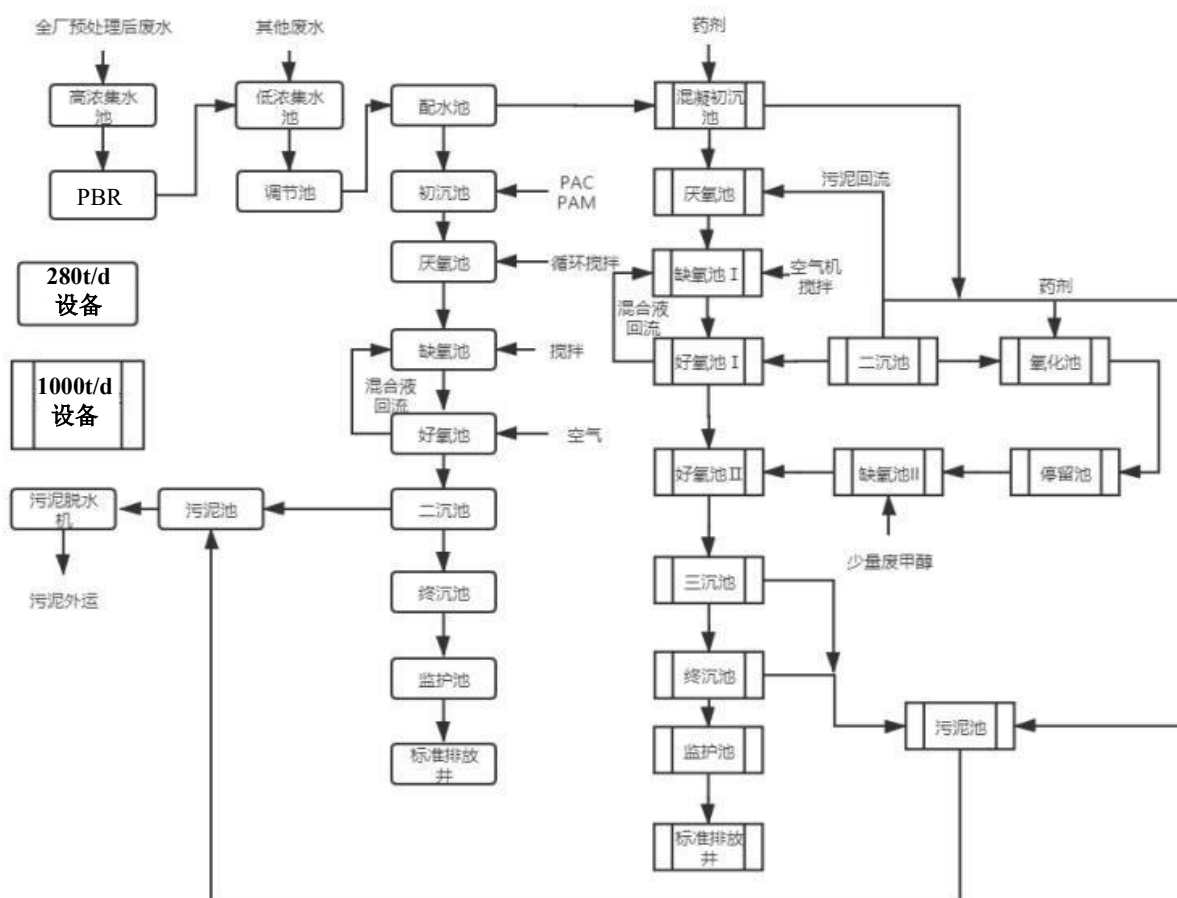 全厂预处理后废水
其他废水
药剂
高浓集水
池
低浓集水
池
配水池
混凝初沉
池
PBR
调节池
初沉池
PAC
PAM
厌氧池
污泥回流
厌氧池
循环搅拌
缺氧池 I
空气机
搅拌
280t/d
设备
混合液
回流
药剂
缺氧池
搅拌
好氧池 I
二沉池
氧化池
1000t/d
设备
混合液
回流
好氧池
空气
好氧池II
缺氧池II
停留池
污泥脱水
机
污泥池
二沉池
少量废甲醇
污泥外运
终沉池
三沉池
监护池
终沉池
污泥池
标准排放
井
监护池
标准排放
井